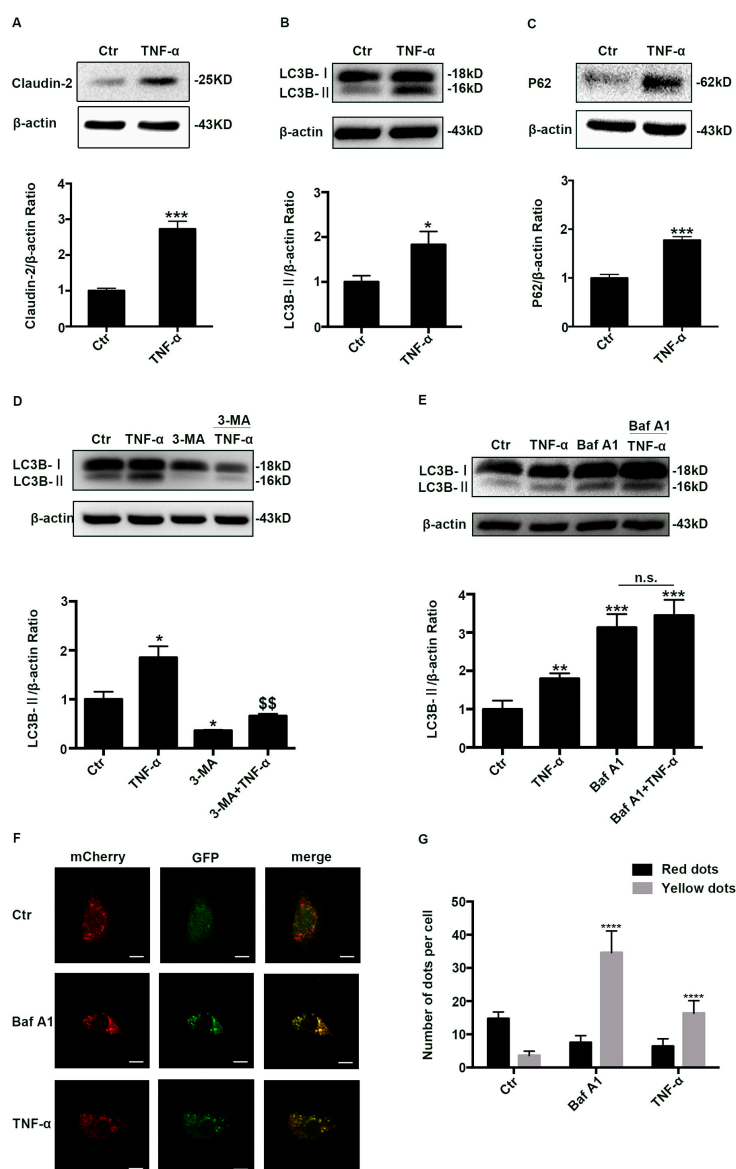 A
Ctr TNF-α
Claudin-2 -25KD
β-actin -43KD
Claudin-2/β-actin Ratio
4
3
2
1
0
***
Ctr
TNF-α
B
Ctr TNF-α
LC3B-Ⅰ -18kD
LC3B-Ⅱ -16kD
β-actin -43kD
LC3B-Ⅱ/β-actin Ratio
3
2
1
0
*
Ctr
TNF-α
C
Ctr TNF-α
P62 -62kD
β-actin -43kD
P62/β-actin Ratio
3
2
1
0
***
Ctr
TNF-α
D
3-MA
Ctr TNF-α 3-MA TNF-α
LC3B-Ⅰ -18kD
LC3B-Ⅱ -16kD
β-actin -43kD
LC3B-Ⅱ/β-actin Ratio
3
2
1
0
*
*
$$
Ctr
TNF-α
3-MA
3-MA+TNF-α
E
Baf A1
Ctr TNF-α Baf A1 TNF-α
LC3B-Ⅰ -18kD
LC3B-Ⅱ -16kD
β-actin -43kD
LC3B-Ⅱ/β-actin Ratio
4
3
2
1
0
n.s.
**
***
***
Ctr
TNF-α
Baf A1
Baf A1+TNF-α
F
mCherry GFP merge
Ctr
Baf A1
TNF-α
G
Red dots
Yellow dots
Number of dots per cell
50
40
30
20
10
0
****
****
Ctr
Baf A1
TNF-α